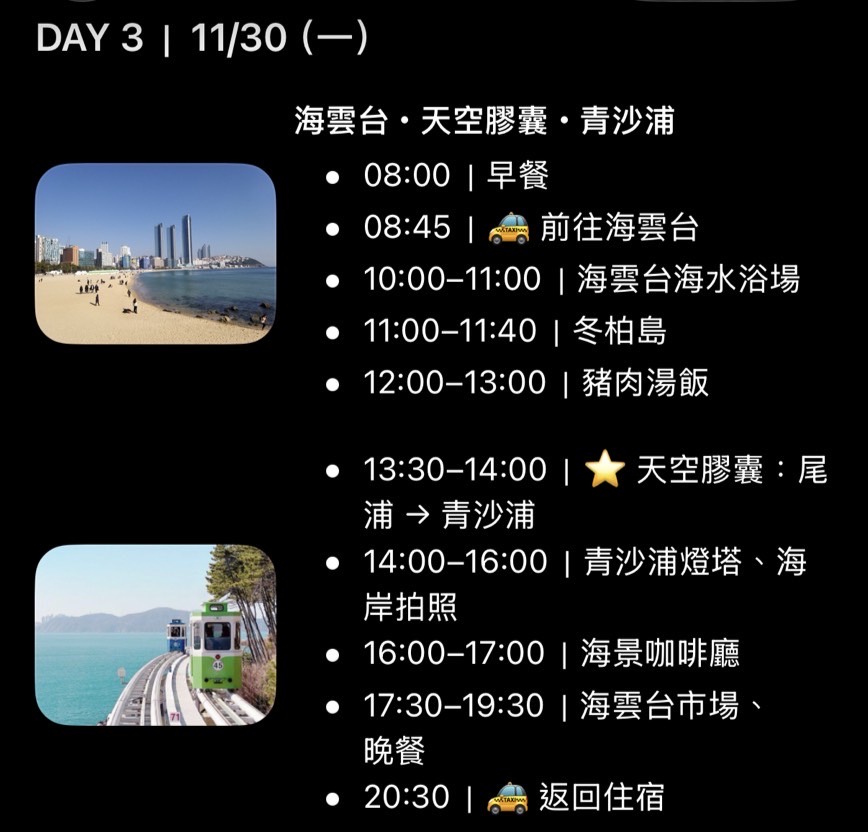 DAY 3 | 11/30 (一)
海雲台・天空膠囊・青沙浦
• 08:00 | 早餐
• 08:45 | 🚕 前往海雲台
• 10:00–11:00 | 海雲台海水浴場
• 11:00–11:40 | 冬柏島
• 12:00–13:00 | 豬肉湯飯
• 13:30–14:00 | ⭐ 天空膠囊：尾
浦 → 青沙浦
• 14:00–16:00 | 青沙浦燈塔、海
岸拍照
• 16:00–17:00 | 海景咖啡廳
• 17:30–19:30 | 海雲台市場、
晚餐
• 20:30 | 🚕 返回住宿
45
71